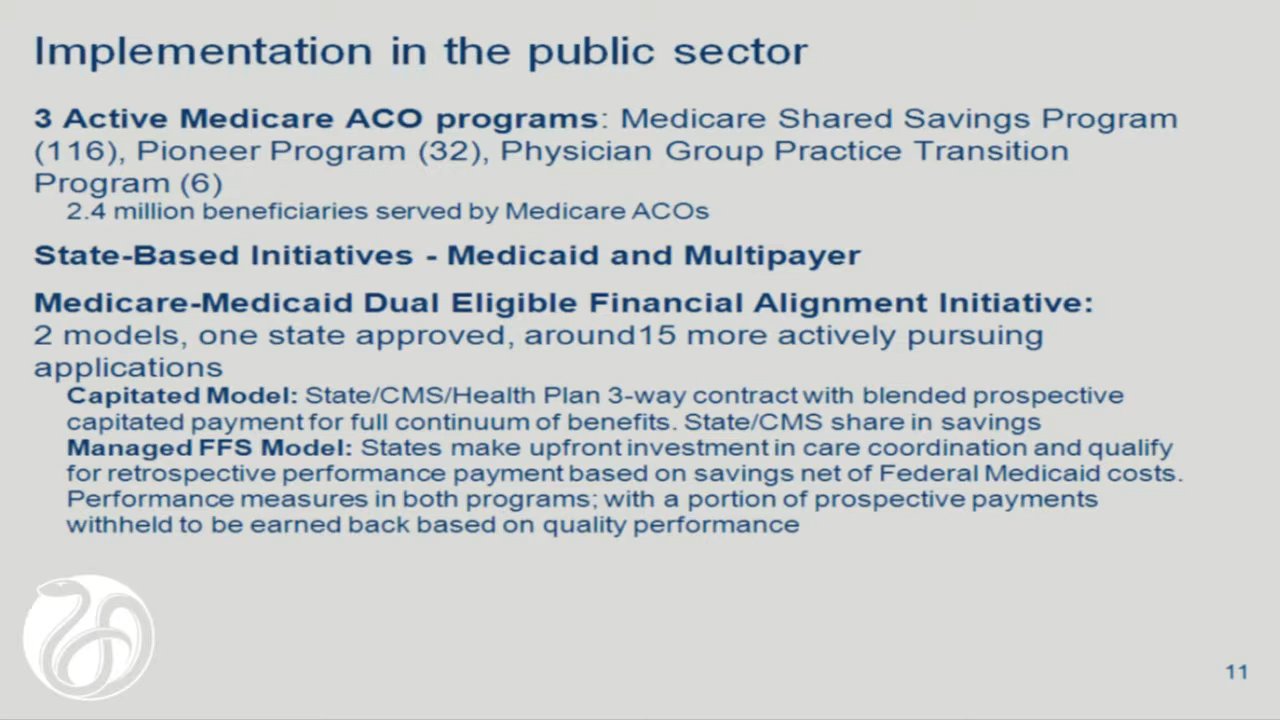 Implementation in the public sector
3 Active Medicare ACO programs: Medicare Shared Savings Program
(116), Pioneer Program (32), Physician Group Practice Transition
Program (6)
2.4 million beneficiaries served by Medicare ACOs
State-Based Initiatives - Medicaid and Multipayer
Medicare-Medicaid Dual Eligible Financial Alignment Initiative:
2 models, one state approved, around15 more actively pursuing
applications
Capitated Model: State/CMS/Health Plan 3-way contract with blended prospective
capitated payment for full continuum of benefits. State/CMS share in savings
Managed FFS Model: States make upfront investment in care coordination and qualify
for retrospective performance payment based on savings net of Federal Medicaid costs.
Performance measures in both programs; with a portion of prospective payments
withheld to be earned back based on quality performance
11